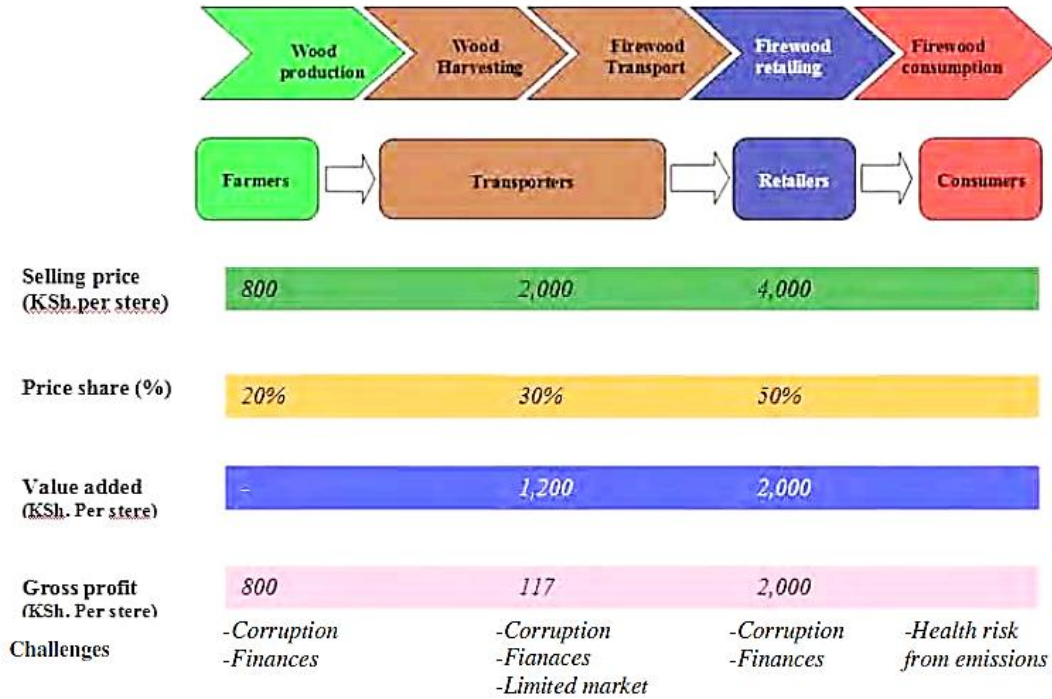 Wood
production
Wood
Harvesting
Firewood
Transport
Firewood
retailing
Firewood
consumption
Farmers
Transporters
Retailers
Consumers
Selling price
(KSh.per stere)
800 2,000 4,000
Price share (%)
20% 30% 50%
Value added
(KSh. Per stere)
- 1,200 2,000
Gross profit
(KSh. Per stere)
800 117 2,000
Challenges
-Corruption
-Finances
-Corruption
-Fianaces
-Limited market
-Corruption
-Finances
-Health risk
from emissions